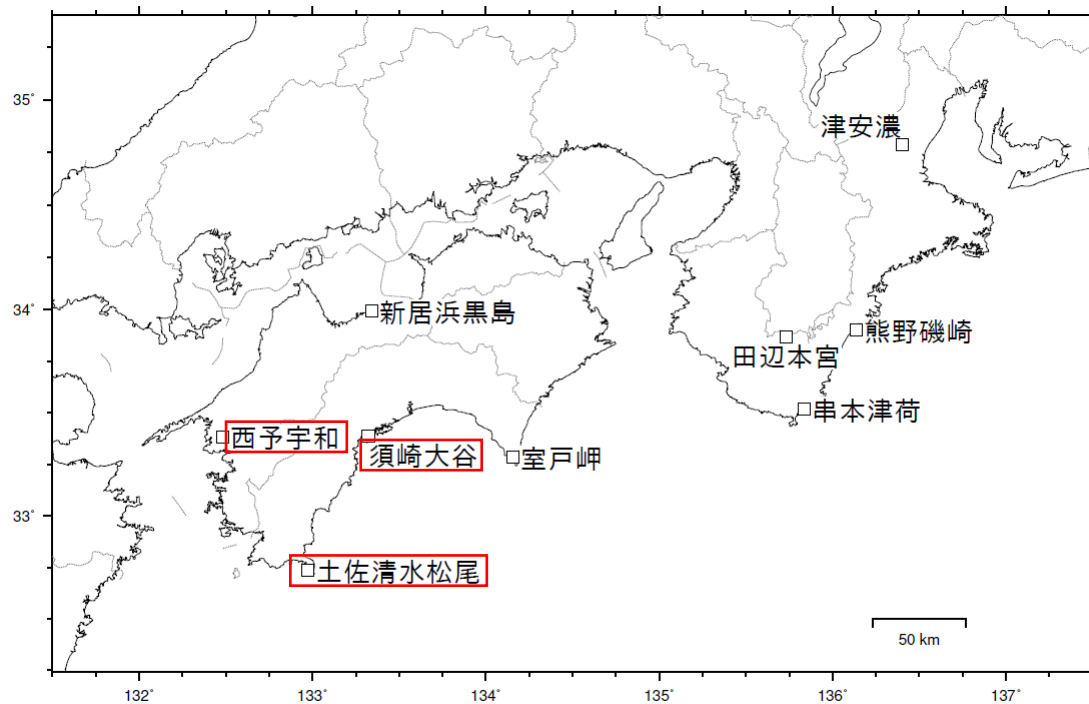 35°
津安濃
34°
新居浜黒島
熊野磯崎
田辺本宮
串本津荷
西予宇和
須崎大谷
室戸岬
33°
土佐清水松尾
50 km
132°
133°
134°
135°
136°
137°